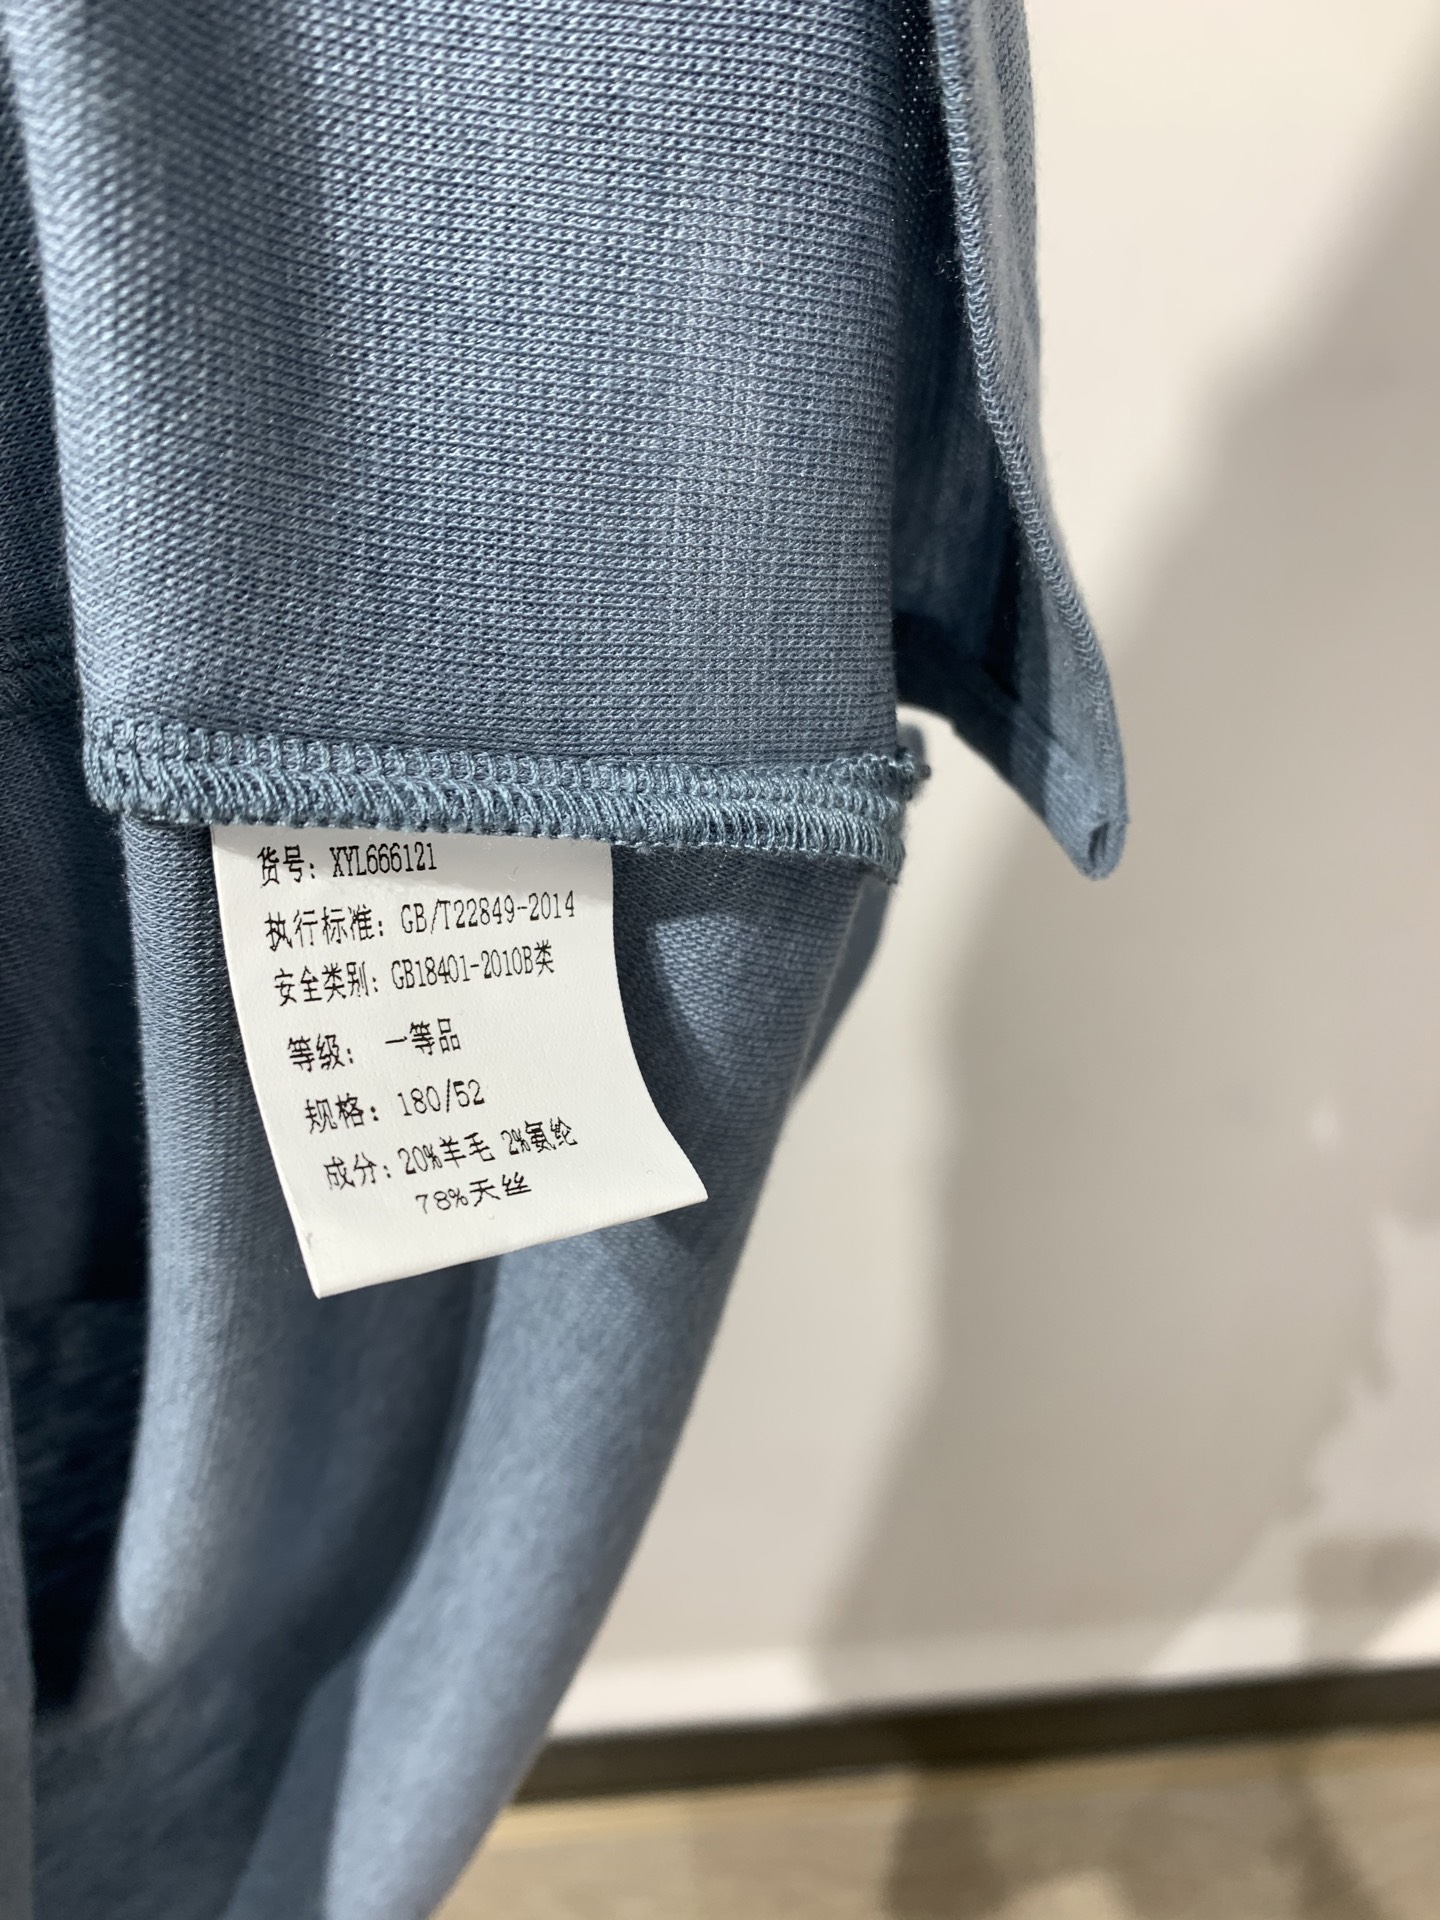 货号: XYL666121
执行标准: GB/T22849-2014
安全类别: GB18401-2010B类
等级: 一等品
规格: 180/52
成分: 20%羊毛 2%氨纶
78%天丝